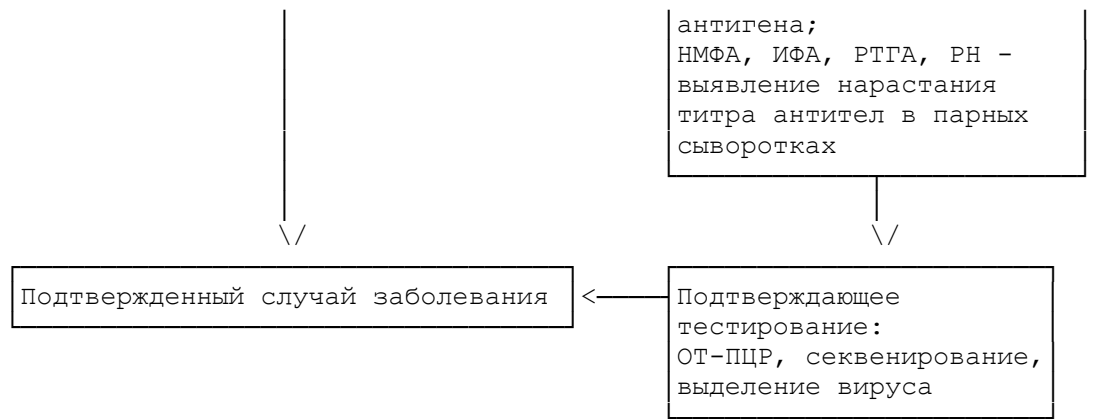 антигена;
НМФА, ИФА, РТГА, РН -
выявление нарастания
титра антител в парных
сыворотках
Подтвержденный случай заболевания
Подтверждающее
тестирование:
ОТ-ПЦР, секвенирование,
выделение вируса